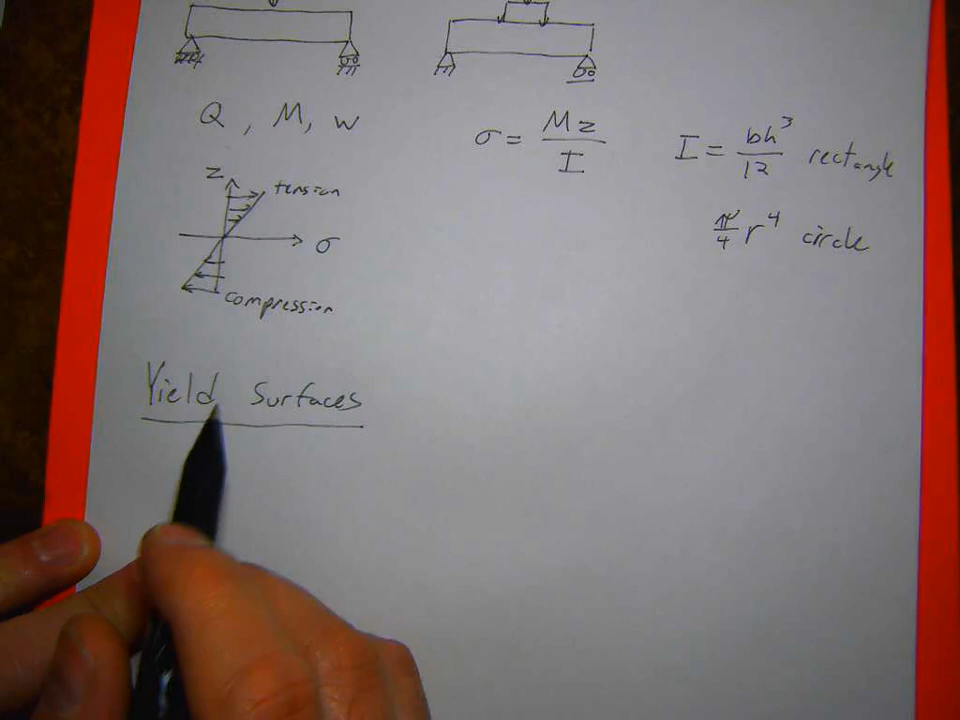 Q , M, w
σ = Mz / I
I = bh³ / 12 rectangle
π/4 r⁴ circle
z
tension
σ
compression
Yield Surfaces